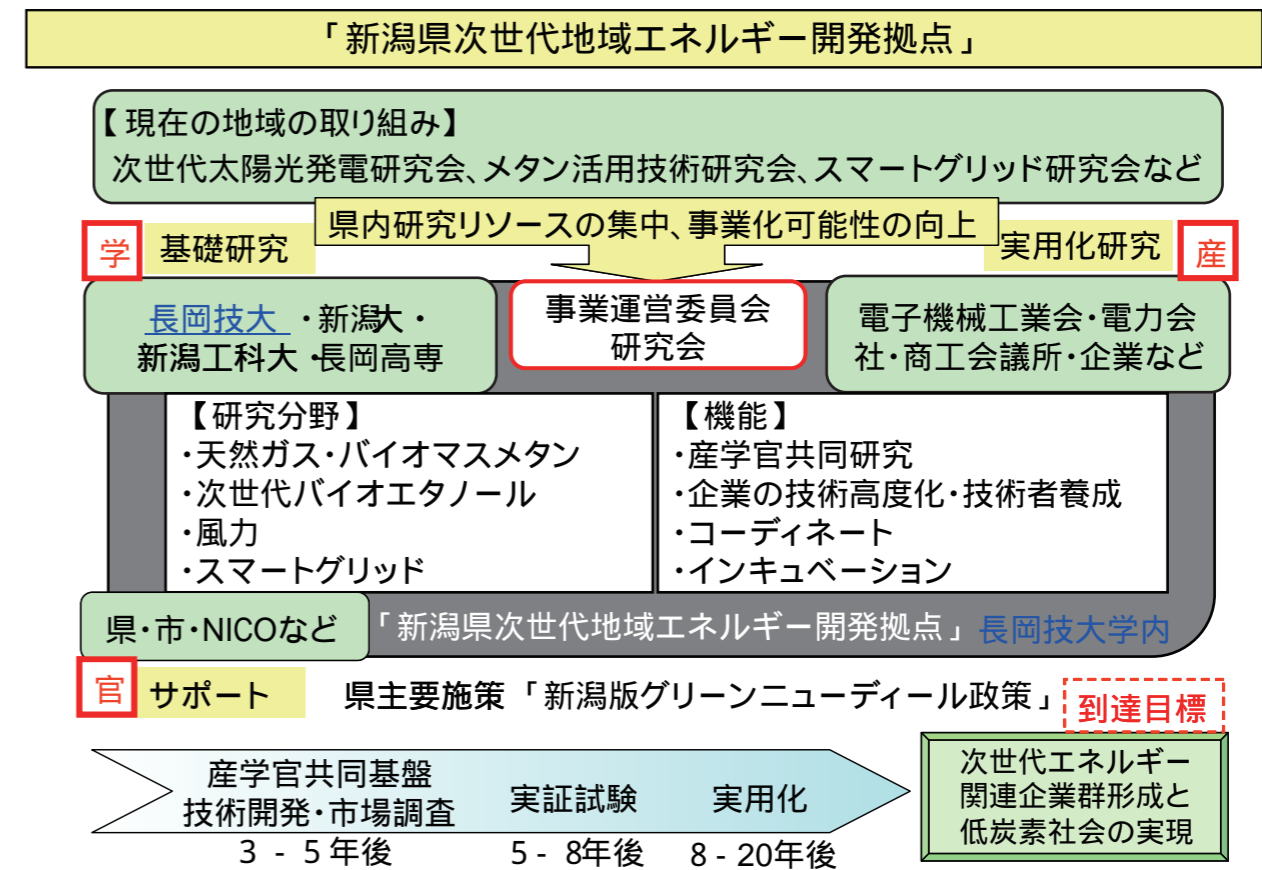 「新潟県次世代地域エネルギー開発拠点」
【現在の地域の取り組み】
次世代太陽光発電研究会、メタン活用技術研究会、スマートグリッド研究会など
県内研究リソースの集中、事業化可能性の向上
学
基礎研究
実用化研究
産
長岡技大・新潟大・
新潟工科大・長岡高専
事業運営委員会
研究会
電子機械工業会・電力会
社・商工会議所・企業など
【研究分野】
・天然ガス・バイオマスメタン
・次世代バイオエタノール
・風力
・スマートグリッド
【機能】
・産学官共同研究
・企業の技術高度化・技術者養成
・コーディネート
・インキュベーション
県・市・NICOなど
「新潟県次世代地域エネルギー開発拠点」長岡技大学内
官
サポート
県主要施策「新潟版グリーンニューディール政策」
到達目標
産学官共同基盤
技術開発・市場調査
3 - 5年後
実証試験
5 - 8年後
実用化
8 - 20年後
次世代エネルギー
関連企業群形成と
低炭素社会の実現